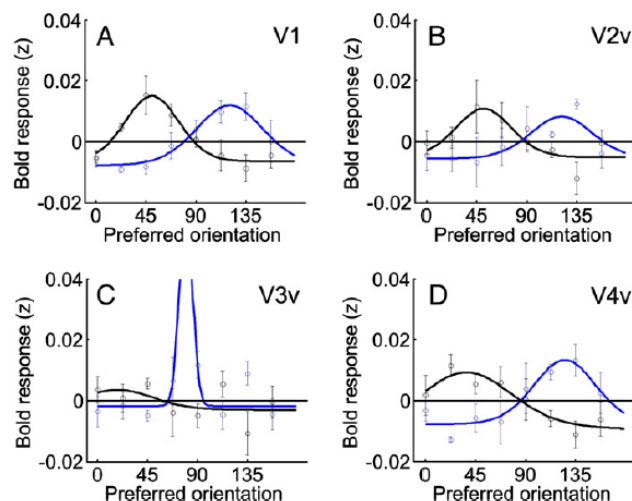 A V1
B V2v
Bold response (z)
0.04
0.02
0
-0.02
0 45 90 135
Preferred orientation
Bold response (z)
0.04
0.02
0
-0.02
0 45 90 135
Preferred orientation
C V3v
D V4v
Bold response (z)
0.04
0.02
0
-0.02
0 45 90 135
Preferred orientation
Bold response (z)
0.04
0.02
0
-0.02
0 45 90 135
Preferred orientation